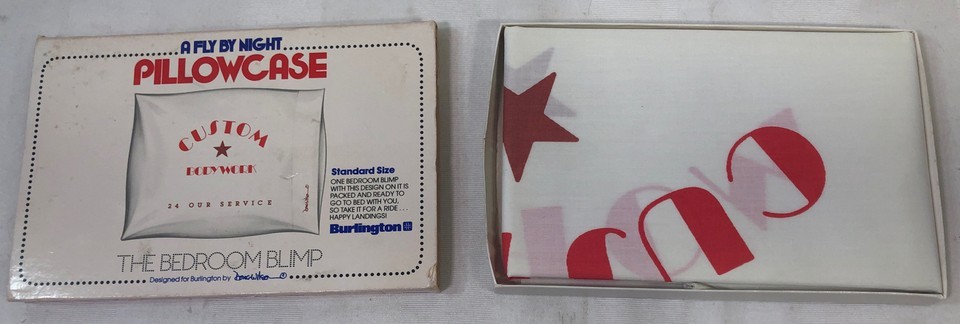 A FLY BY NIGHT
PILLOWCASE
CUSTOM
BODYWORK
24 OUR SERVICE
Standard Size
ONE BEDROOM BLIMP
WITH THIS DESIGN ON IT IS
PACKED AND READY TO
GO TO BED WITH YOU.
SO TAKE IT FOR A RIDE...
HAPPY LANDINGS!
Burlington
THE BEDROOM BLIMP
Designed for Burlington by